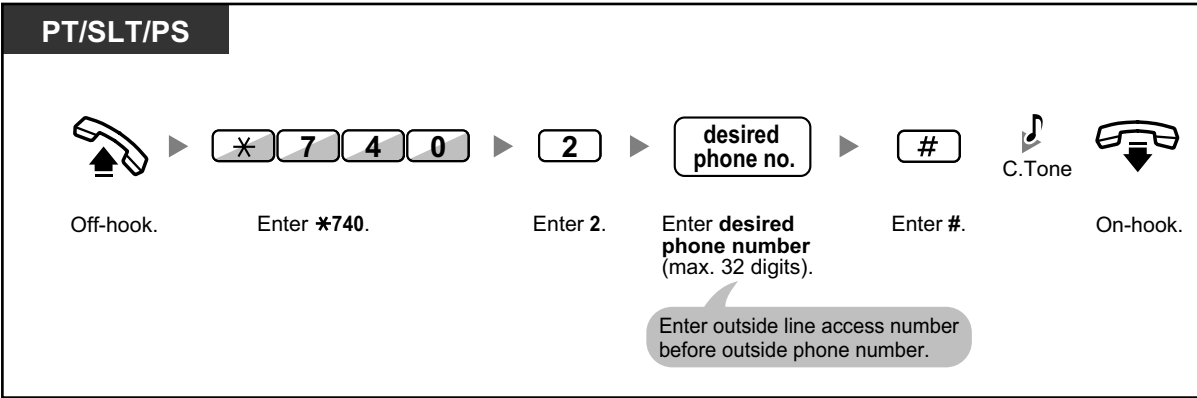 PT/SLT/PS
✳ 7 4 0 2 desired phone no. # C.Tone
Off-hook. Enter ✳740. Enter 2. Enter desired phone number (max. 32 digits). Enter #. On-hook.
Enter outside line access number
before outside phone number.